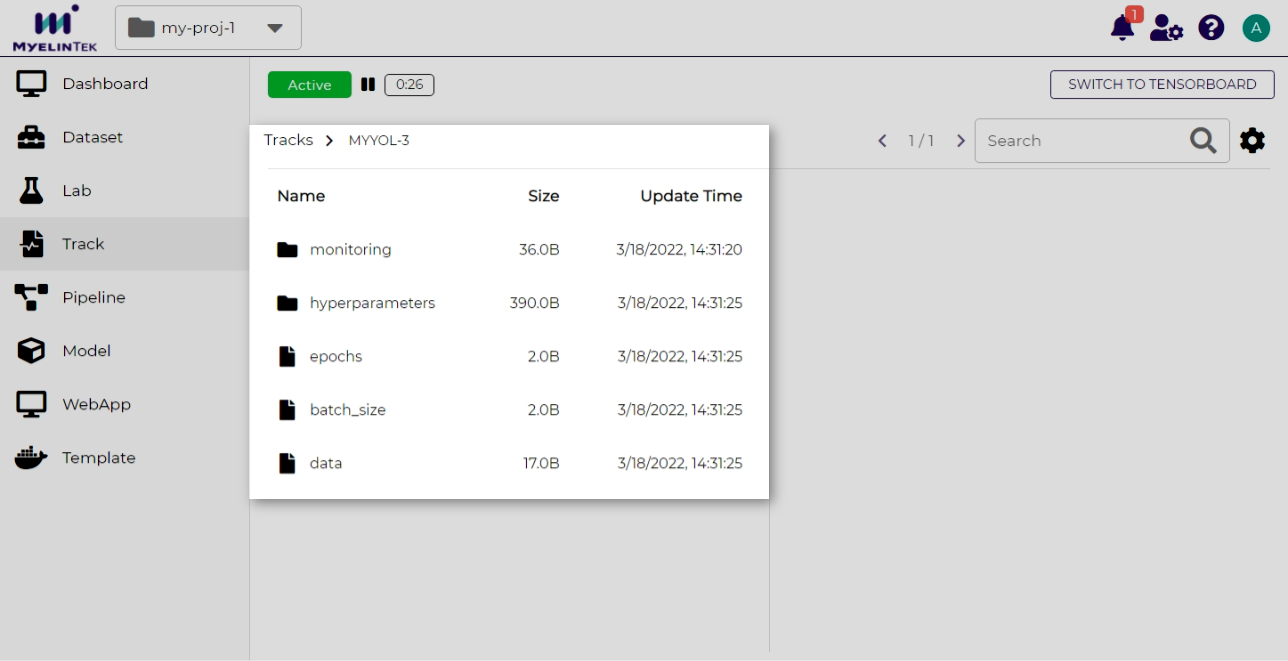 MYELINTEK
my-proj-1
1
A
Dashboard
Dataset
Lab
Track
Pipeline
Model
WebApp
Template
Active
0:26
SWITCH TO TENSORBOARD
Tracks > MYYOL-3
< 1 / 1 >
Search
Name Size Update Time
monitoring 36.0B 3/18/2022, 14:31:20
hyperparameters 390.0B 3/18/2022, 14:31:25
epochs 2.0B 3/18/2022, 14:31:25
batch_size 2.0B 3/18/2022, 14:31:25
data 17.0B 3/18/2022, 14:31:25